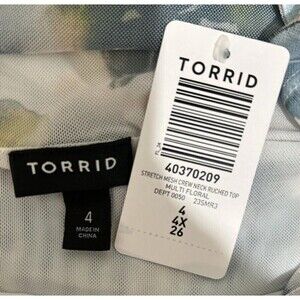 TORRID
40370209
STRETCH MESH CREW NECK RUCHED TOP
MULTI FLORAL
DEPT 0050 23SMR3
4
4X
26
TORRID
4
MADE IN
CHINA